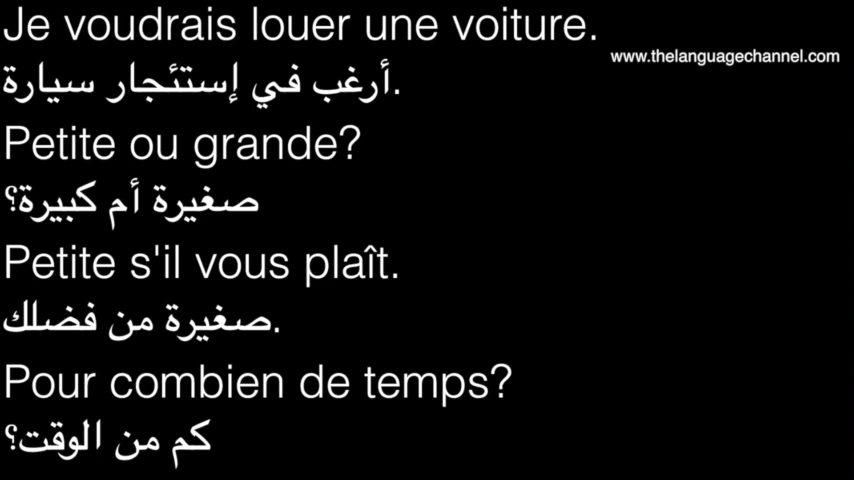 Je voudrais louer une voiture.
www.thelanguagechannel.com
أرغب في إستئجار سيارة.
Petite ou grande?
صغيرة أم كبيرة؟
Petite s'il vous plaît.
صغيرة من فضلك.
Pour combien de temps?
كم من الوقت؟